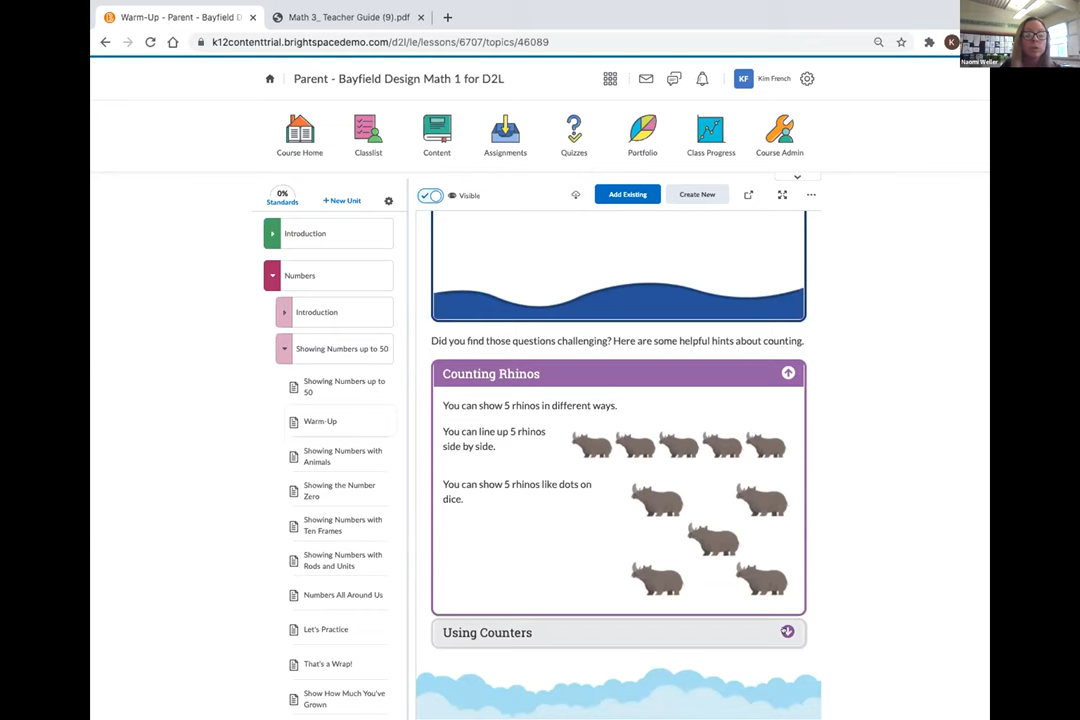 Warm-Up - Parent - Bayfield D
Math 3_ Teacher Guide (9).pdf
k12contenttrial.brightspacedemo.com/d2l/le/lessons/6707/topics/46089
K
Naomi Weller
Parent - Bayfield Design Math 1 for D2L
KF
Kim French
Course Home
Classlist
Content
Assignments
Quizzes
Portfolio
Class Progress
Course Admin
0%
Standards
+ New Unit
Visible
Add Existing
Create New
Introduction
Numbers
Introduction
Showing Numbers up to 50
Showing Numbers up to
50
Warm-Up
Showing Numbers with
Animals
Showing the Number
Zero
Showing Numbers with
Ten Frames
Showing Numbers with
Rods and Units
Numbers All Around Us
Let's Practice
That's a Wrap!
Show How Much You've
Grown
Did you find those questions challenging? Here are some helpful hints about counting.
Counting Rhinos
You can show 5 rhinos in different ways.
You can line up 5 rhinos
side by side.
You can show 5 rhinos like dots on
dice.
Using Counters